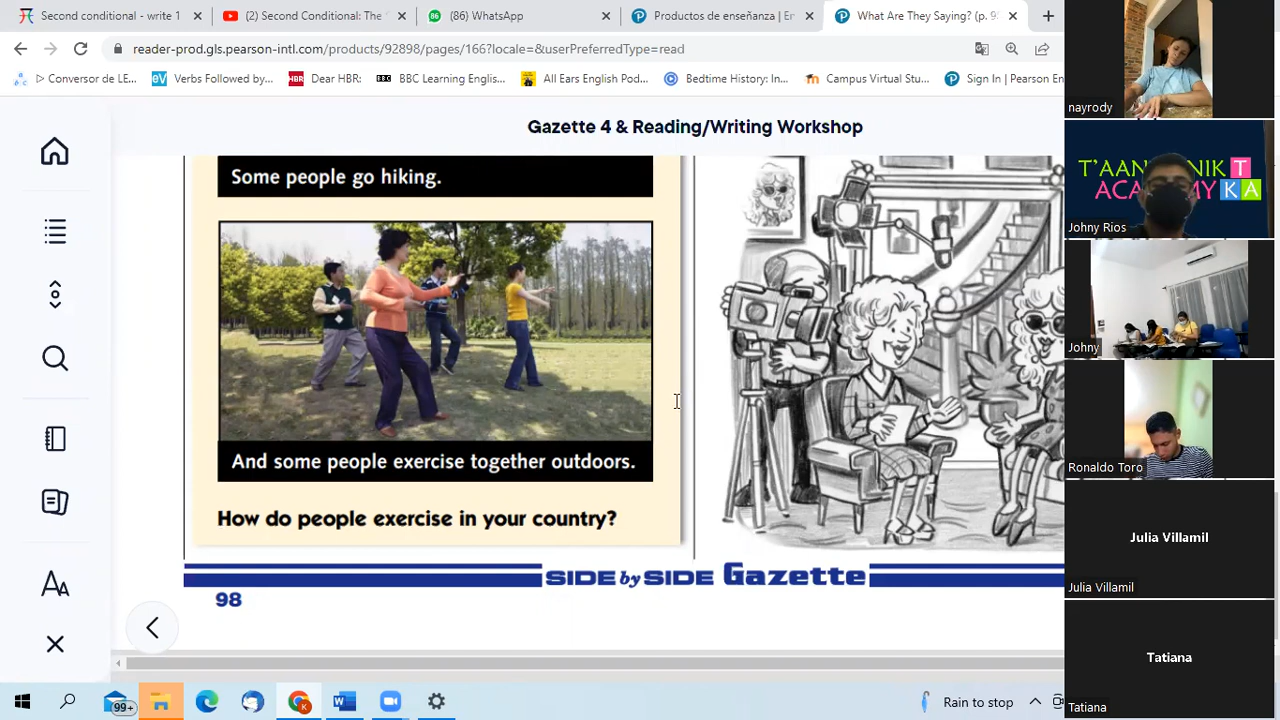 Second condition - write 1
(2) Second Conditional: The
(86) WhatsApp
Productos de enseñanza | En
What Are They Saying? (p. 9
reader-prod.gls.pearson-intl.com/products/92898/pages/166?locale=&userPreferredType=read
▷ Conversor de LE...
Verbs Followed by...
HBR
Dear HBR:
BBC
BBC Learning Englis...
All Ears English Pod...
Bedtime History: In...
Campus Virtual Stu...
Sign In | Pearson En
Gazette 4 & Reading/Writing Workshop
Some people go hiking.
And some people exercise together outdoors.
How do people exercise in your country?
SIDE by SIDE Gazette
98
nayrody
T
KA
Johny Rios
Johny
Ronaldo Toro
Julia Villamil
Julia Villamil
Tatiana
Tatiana
99+
Rain to stop